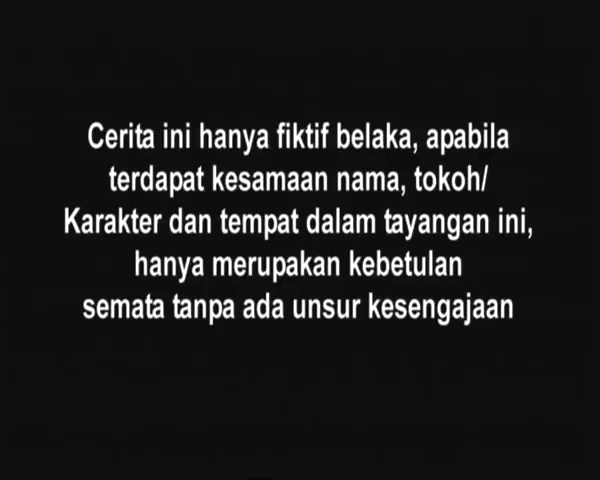 Cerita ini hanya fiktif belaka, apabila
terdapat kesamaan nama, tokoh/
Karakter dan tempat dalam tayangan ini,
hanya merupakan kebetulan
semata tanpa ada unsur kesengajaan